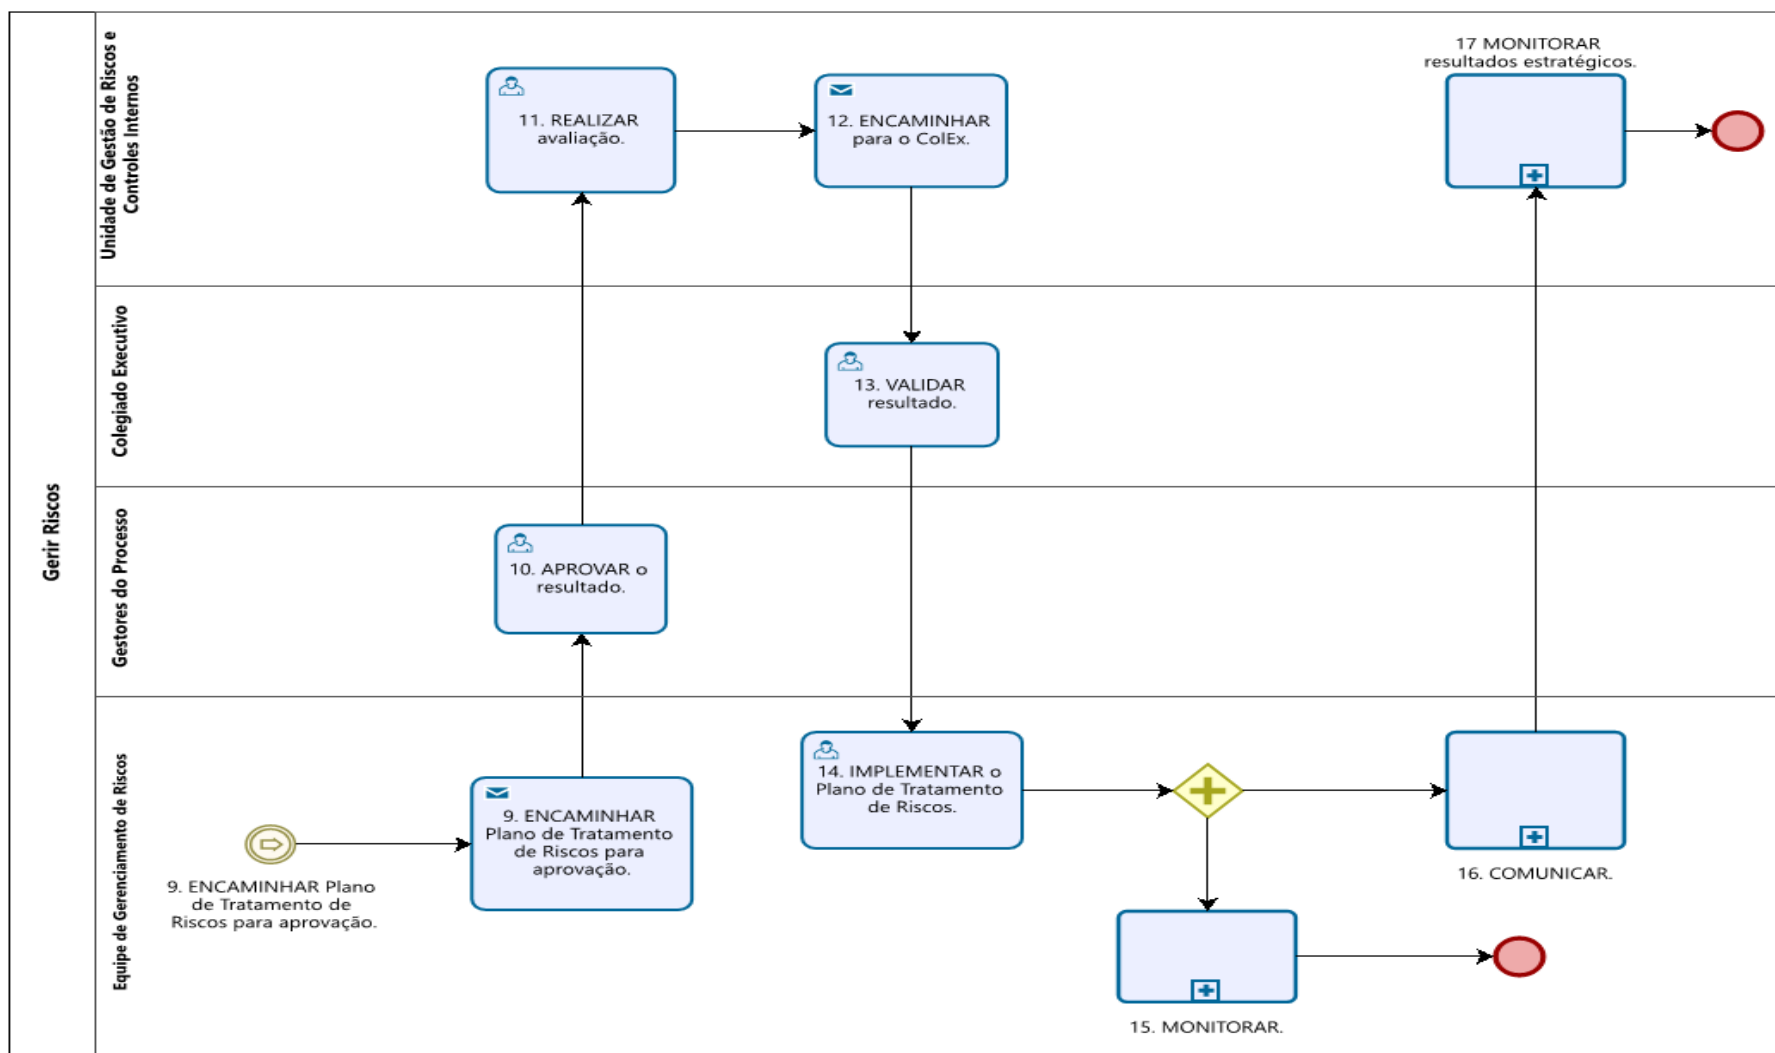 Gerir Riscos
Unidade de Gestão de Riscos e
Controles Internos
11. REALIZAR
avaliação.
12. ENCAMINHAR
para o ColEx.
17 MONITORAR
resultados estratégicos.
Colegiado Executivo
13. VALIDAR
resultado.
Gestores do Processo
10. APROVAR o
resultado.
Equipe de Gerenciamento de Riscos
9. ENCAMINHAR Plano
de Tratamento de
Riscos para aprovação.
9. ENCAMINHAR
Plano de Tratamento
de Riscos para
aprovação.
14. IMPLEMENTAR o
Plano de Tratamento
de Riscos.
16. COMUNICAR.
15. MONITORAR.